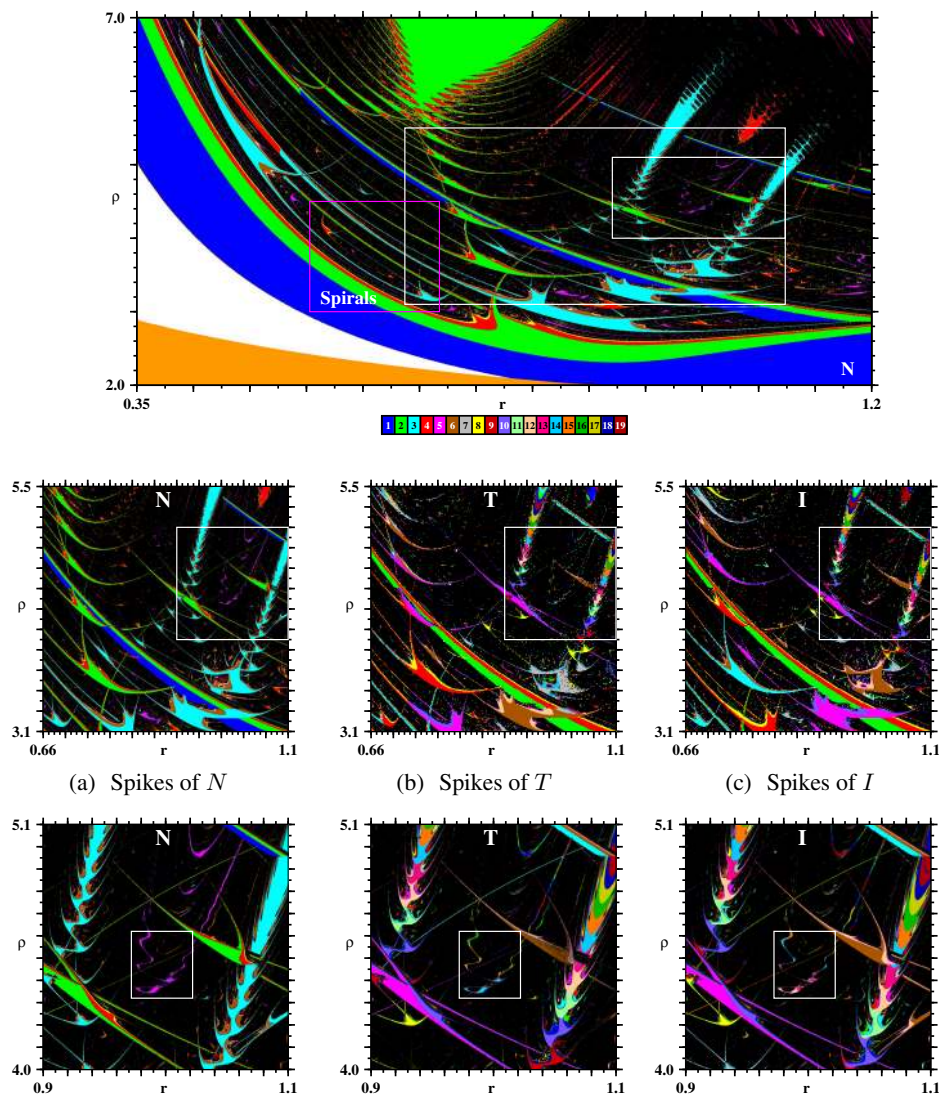 7.0
ρ
Spirals
N
2.0
0.35
r
1.2
1 2 3 4 5 6 7 8 9 10 11 12 13 14 15 16 17 18 19
5.5 N
ρ
3.1
0.66 r 1.1
5.5 T
ρ
3.1
0.66 r 1.1
5.5 I
ρ
3.1
0.66 r 1.1
(a) Spikes of N
(b) Spikes of T
(c) Spikes of I
5.1 N
ρ
4.0
0.9 r 1.1
5.1 T
ρ
4.0
0.9 r 1.1
5.1 I
ρ
4.0
0.9 r 1.1